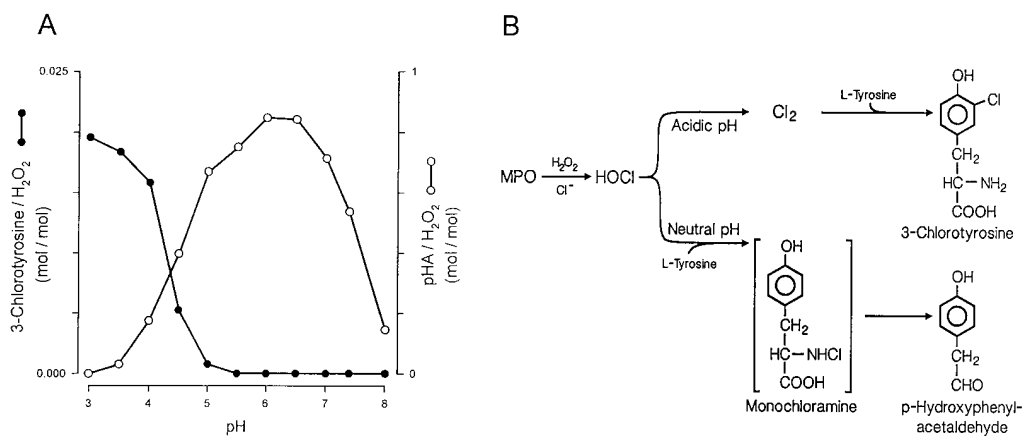 A
B
0.025
0.000
3-Chlorotyrosine / H2O2
(mol / mol)
1
0
pHA / H2O2
(mol / mol)
3 4 5 6 7 8
pH
MPO
H2O2
Cl-
HOCl
Acidic pH
Cl2
L-Tyrosine
OH
Cl
CH2
HC-NH2
COOH
3-Chlorotyrosine
Neutral pH
L-Tyrosine
OH
CH2
HC-NHCl
COOH
Monochloramine
OH
CH2
CHO
p-Hydroxyphenyl-
acetaldehyde